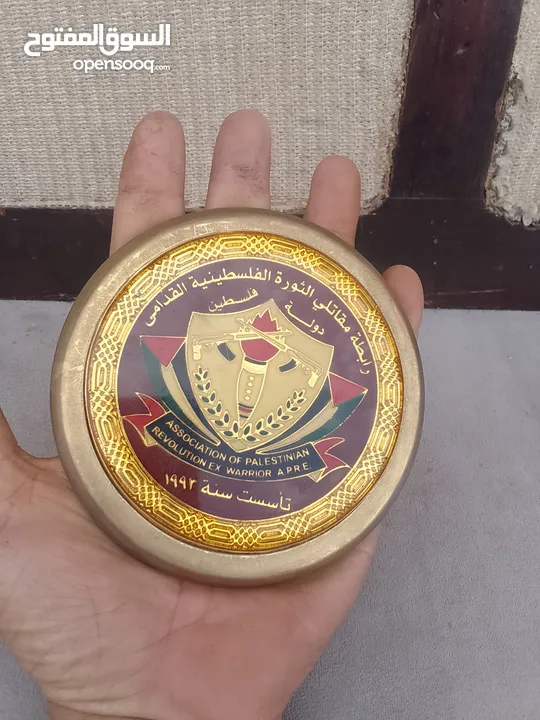 السوق المفتوح
opensooq.com
رابطة مقاتلي الثورة الفلسطينية القدامى
دولة فلسطين
ASSOCIATION OF PALESTINIAN
REVOLUTION EX WARRIOR A.P.R.E.
تأسست سنة ١٩٩٢